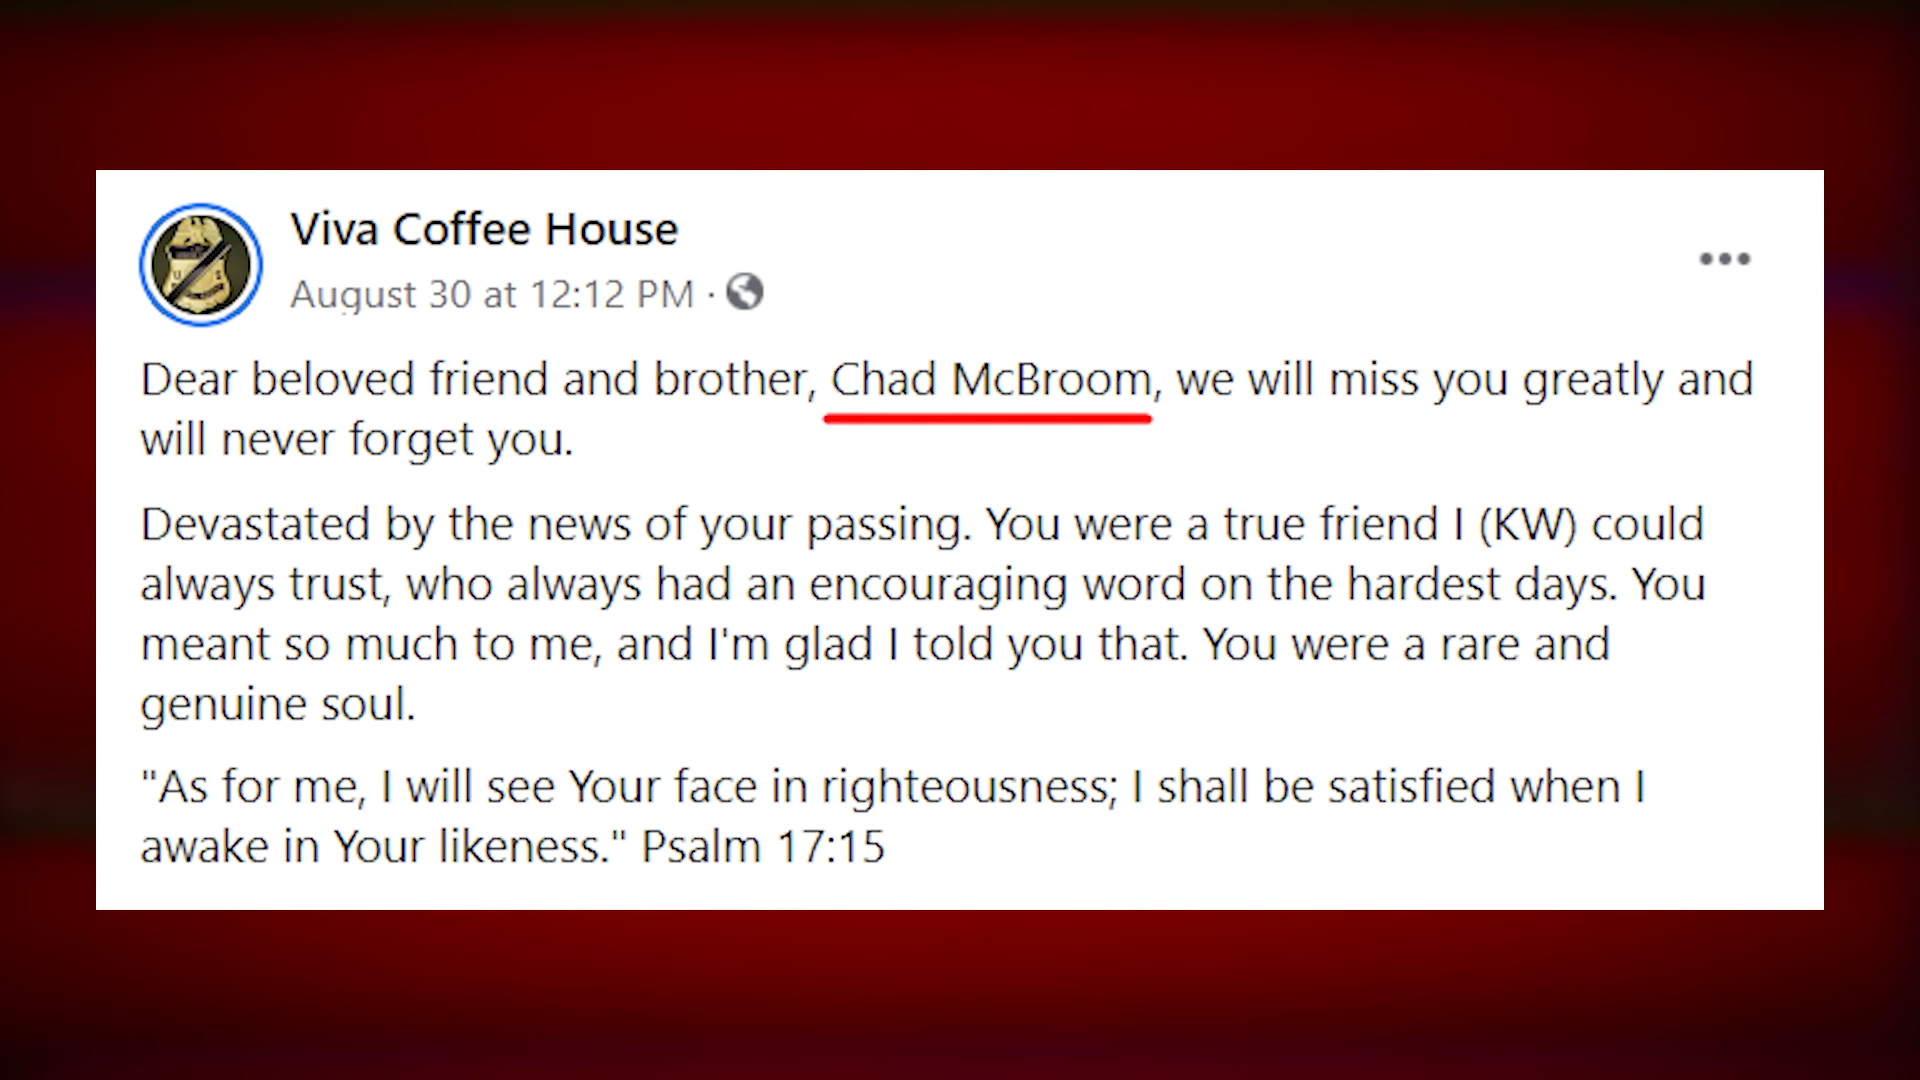 Viva Coffee House
August 30 at 12:12 PM ·
Dear beloved friend and brother, Chad McBroom, we will miss you greatly and
will never forget you.
Devastated by the news of your passing. You were a true friend I (KW) could
always trust, who always had an encouraging word on the hardest days. You
meant so much to me, and I'm glad I told you that. You were a rare and
genuine soul.
"As for me, I will see Your face in righteousness; I shall be satisfied when I
awake in Your likeness." Psalm 17:15